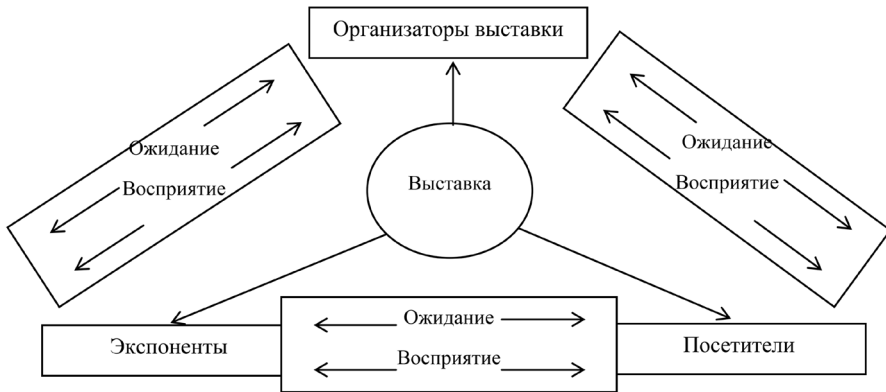 Организаторы выставки
Ожидание
Восприятие
Выставка
Ожидание
Восприятие
Экспоненты
Ожидание
Восприятие
Посетители